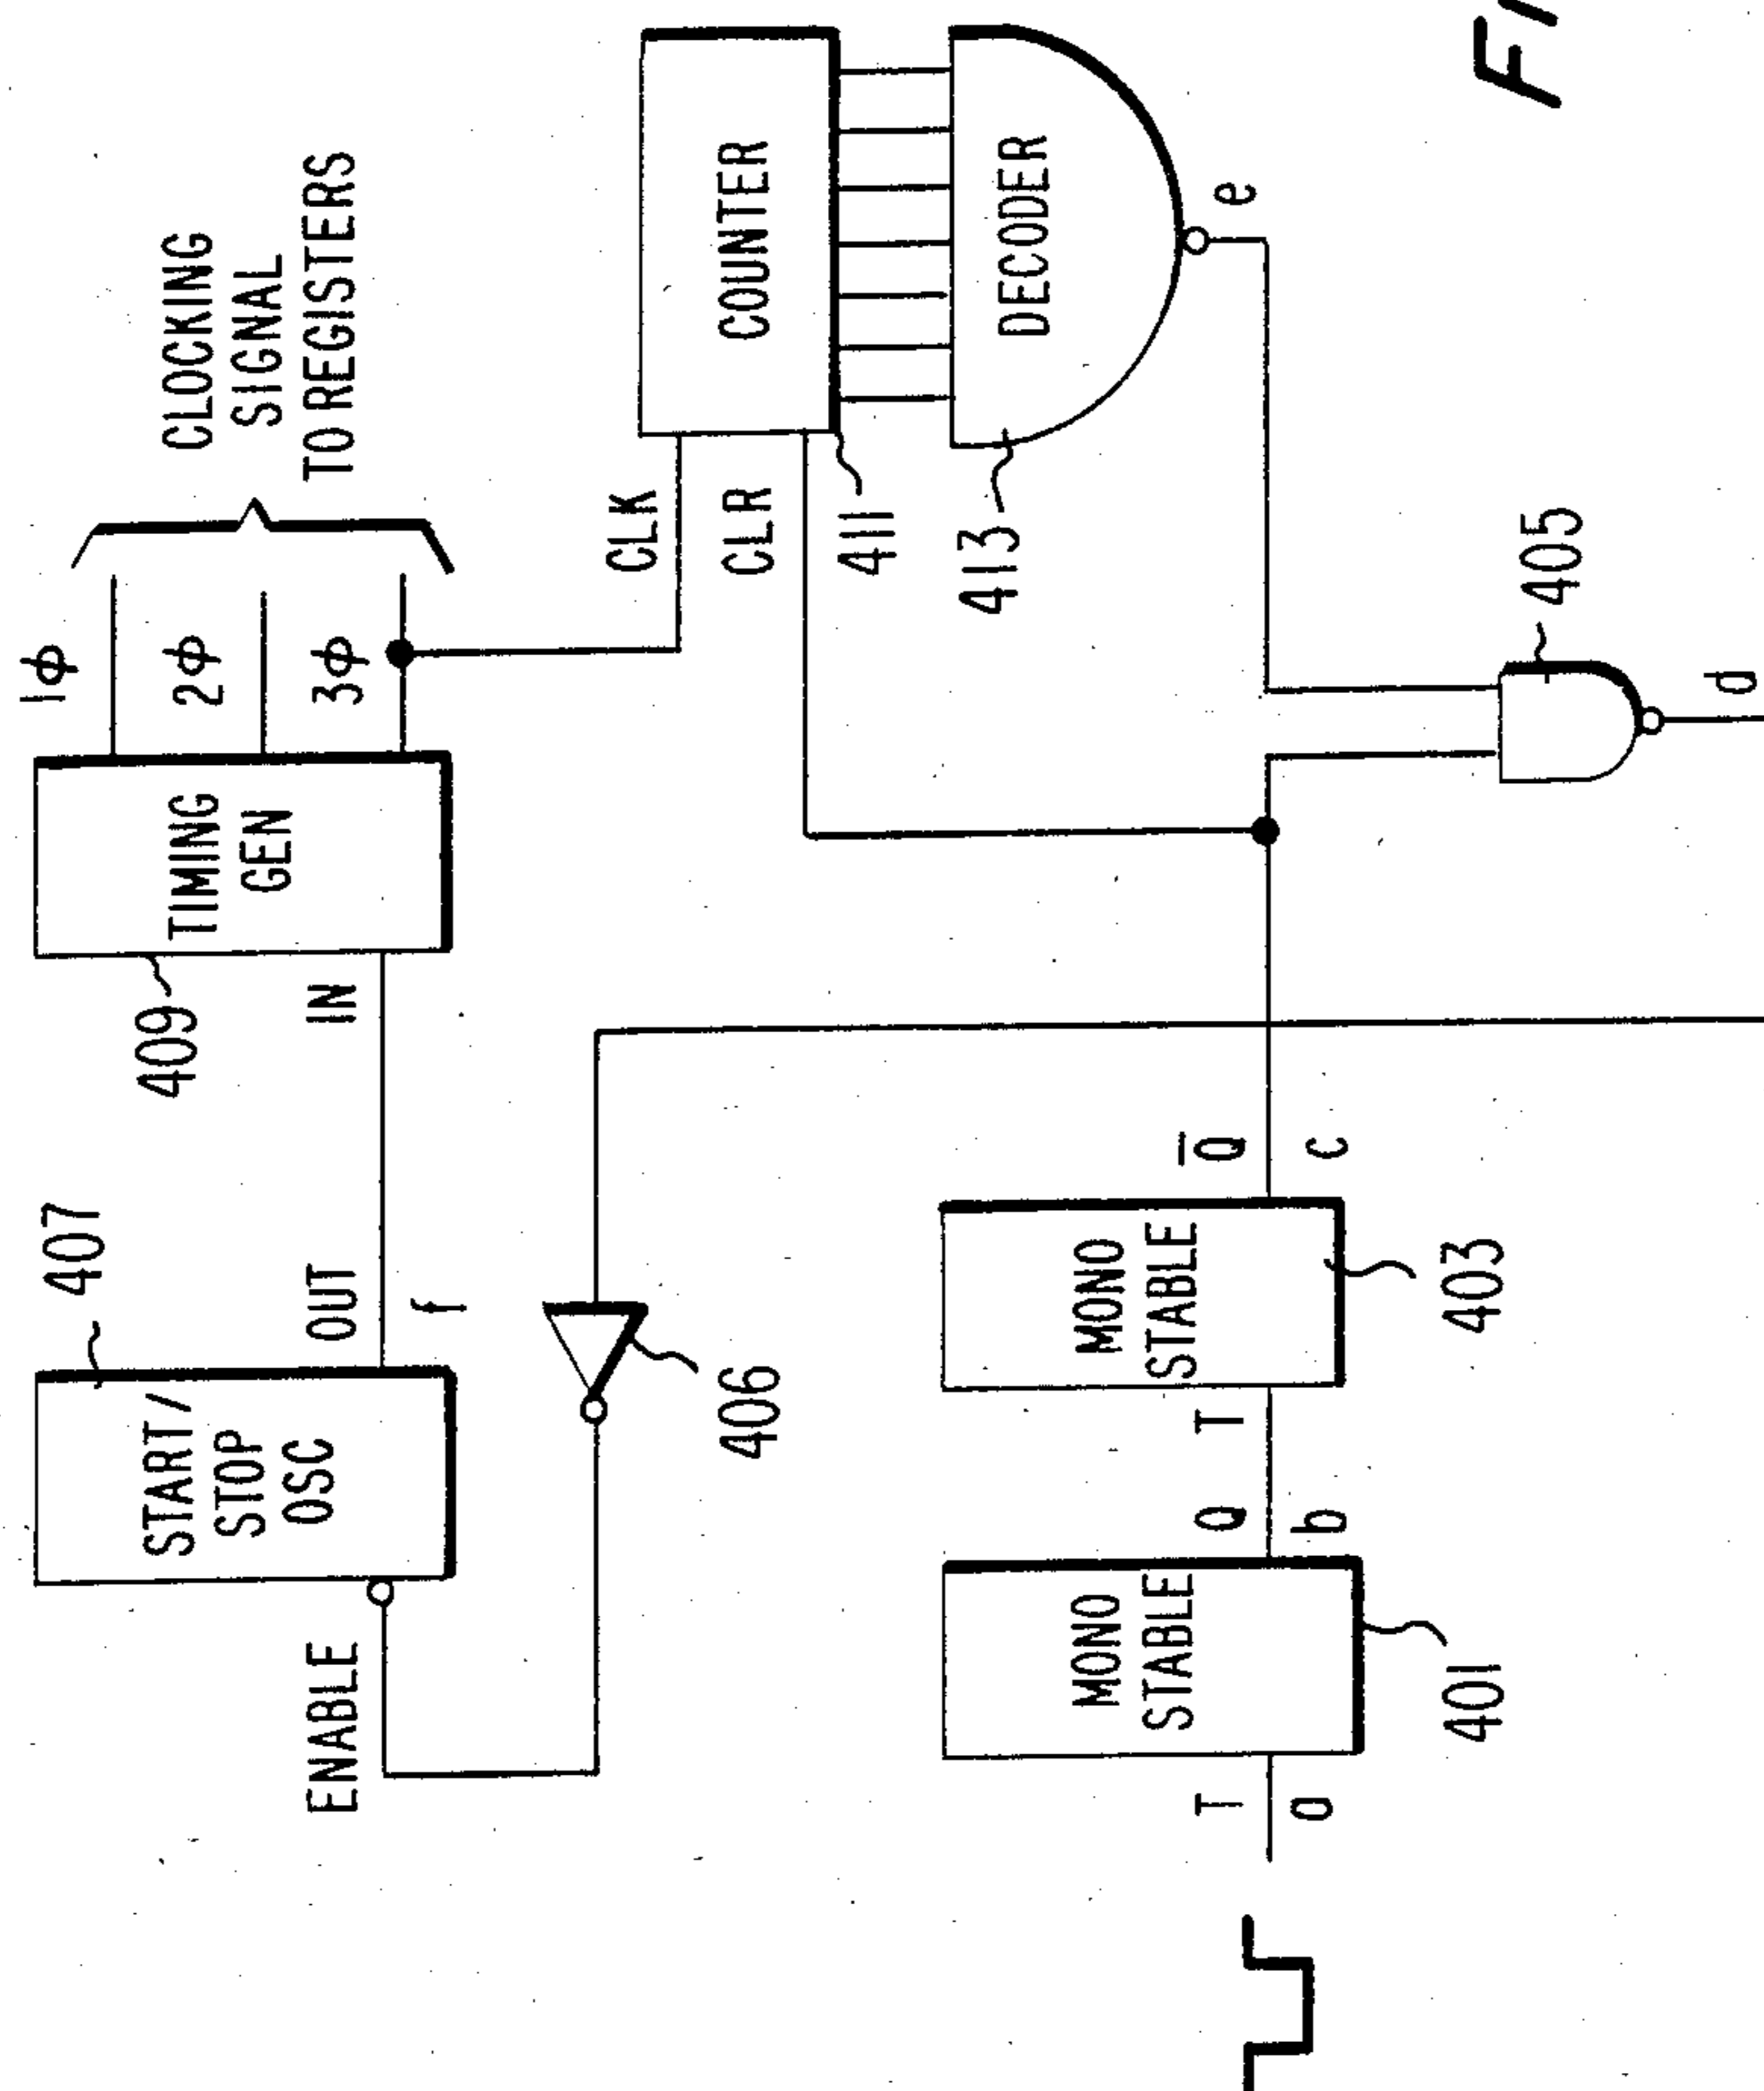 407
START/
STOP
OSC
ENABLE
OUT
f
409
TIMING
GEN
IN
1ϕ
2ϕ
3ϕ
CLOCKING
SIGNAL
TO REGISTERS
406
CLK
CLR
COUNTER
411
413
DECODER
e
T
a
MONO
STABLE
401
Q
b
T
MONO
STABLE
403
Q̅
c
405
d